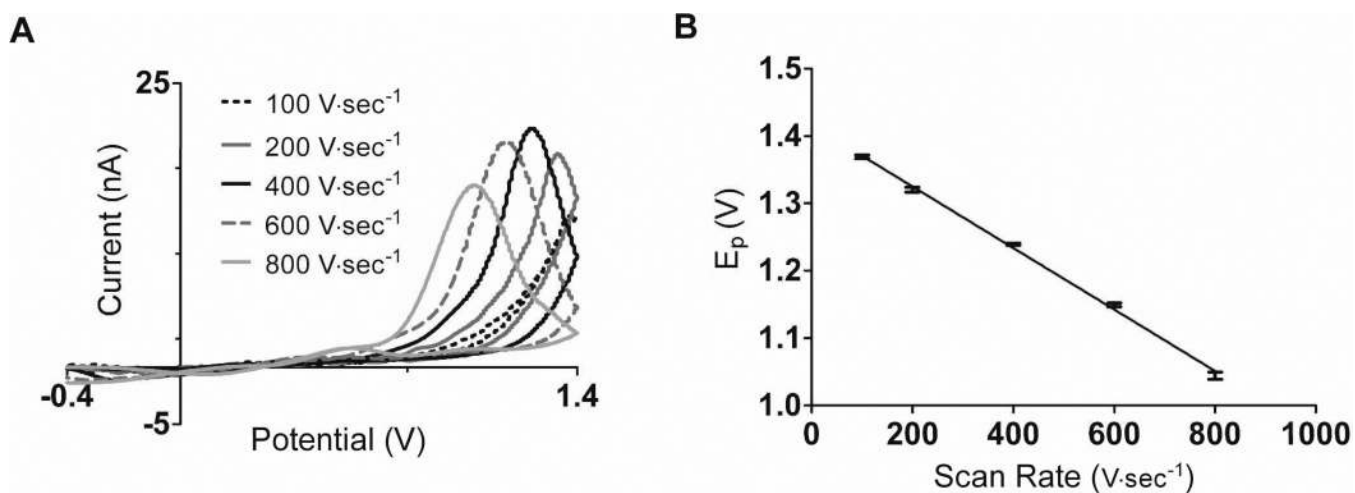 A
25
Current (nA)
100 V·sec⁻¹
200 V·sec⁻¹
400 V·sec⁻¹
600 V·sec⁻¹
800 V·sec⁻¹
-0.4
1.4
-5
Potential (V)
B
1.5
1.4
1.3
1.2
1.1
1.0
Eₚ (V)
0
200
400
600
800
1000
Scan Rate (V·sec⁻¹)